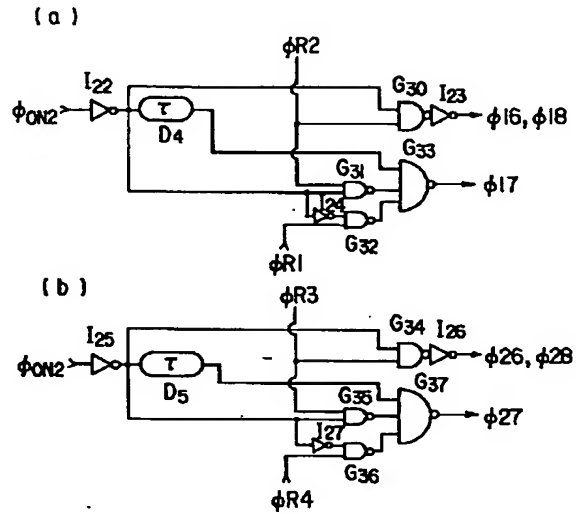 (a)
φR2
I22
G30
I23
φON2
τ
φ16, φ18
D4
G33
G31
φ17
I24
G32
φR1
(b)
φR3
I25
G34
I26
φON2
τ
φ26, φ28
D5
G37
G35
φ27
I27
G36
φR4